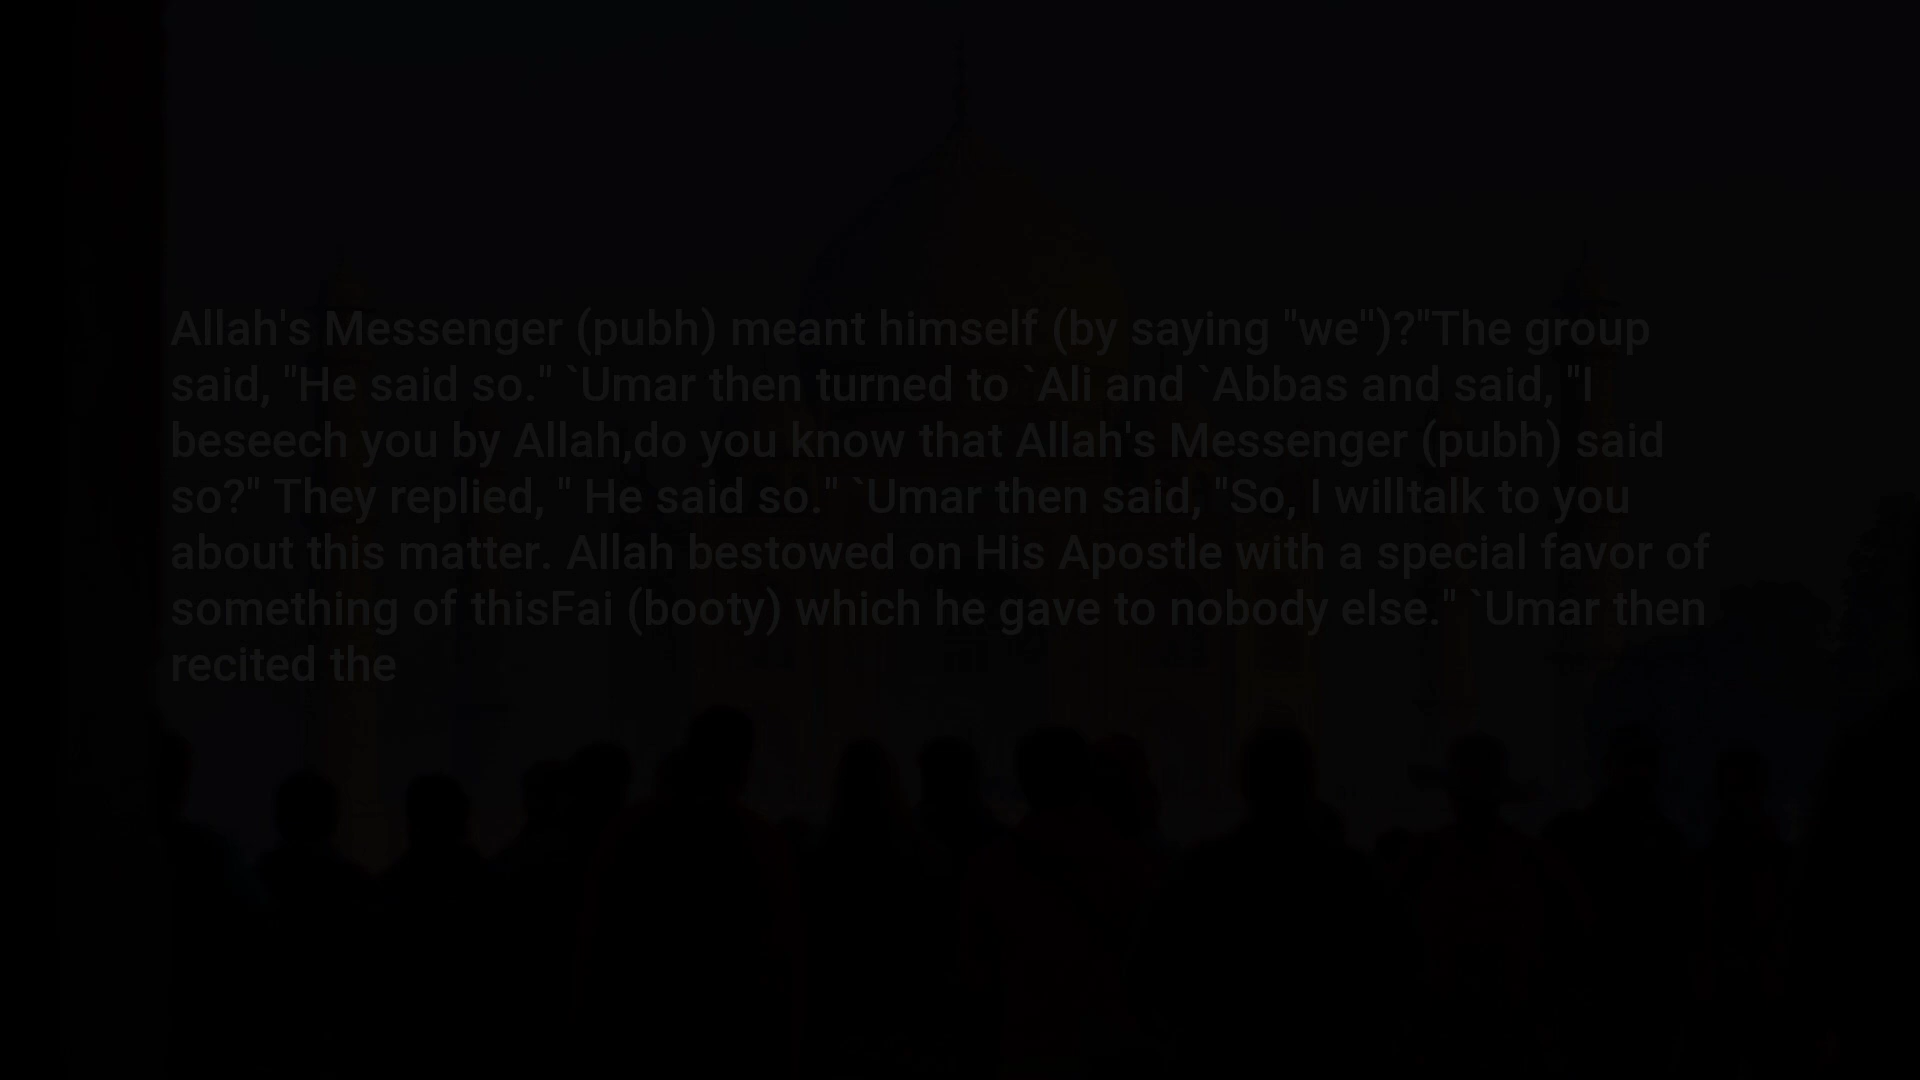 Allah's Messenger (pubh) meant himself (by saying "we")?"The group
said, "He said so." `Umar then turned to `Ali and `Abbas and said, "I
beseech you by Allah,do you know that Allah's Messenger (pubh) said
so?" They replied, " He said so." `Umar then said, "So, I willtalk to you
about this matter. Allah bestowed on His Apostle with a special favor of
something of thisFai (booty) which he gave to nobody else." `Umar then
recited the